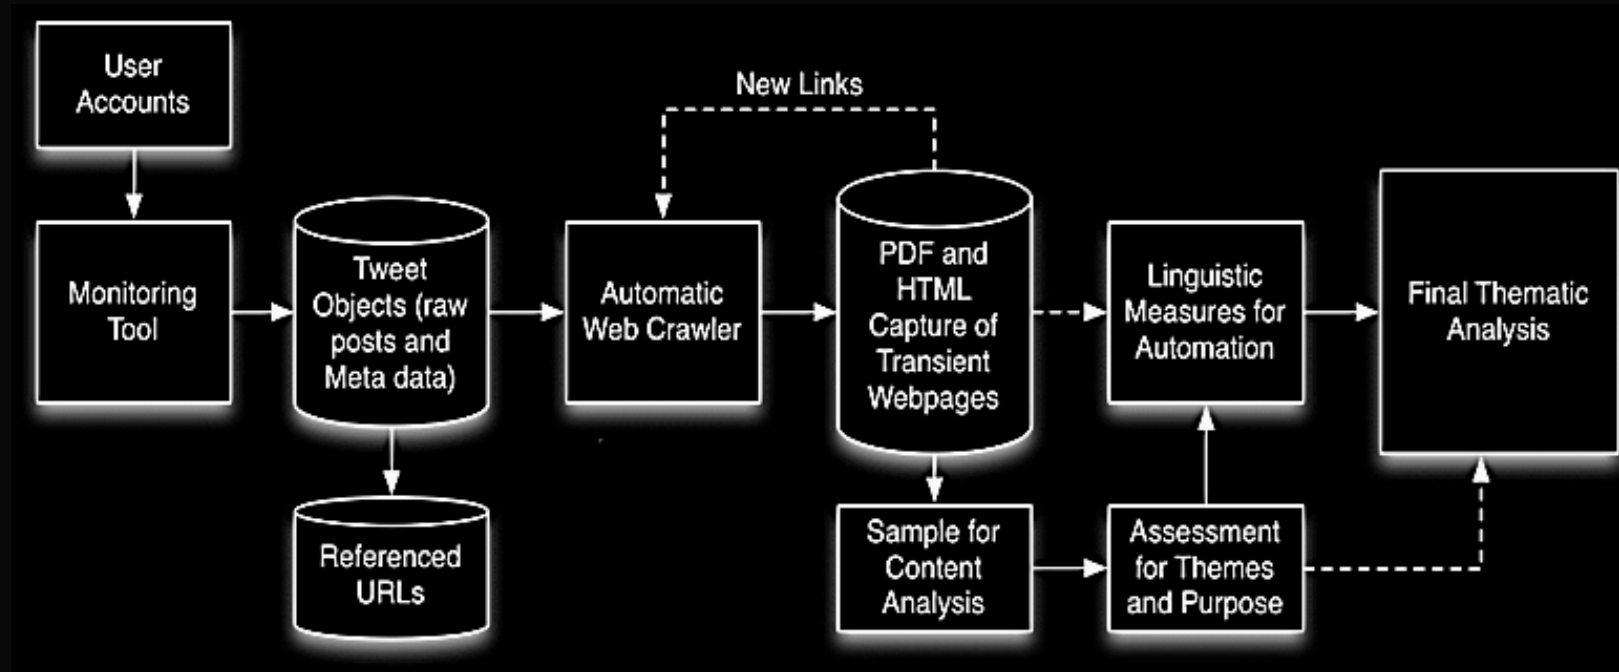 User
Accounts
New Links
Monitoring
Tool
Tweet
Objects (raw
posts and
Meta data)
Automatic
Web Crawler
PDF and
HTML
Capture of
Transient
Webpages
Linguistic
Measures for
Automation
Final Thematic
Analysis
Referenced
URLs
Sample for
Content
Analysis
Assessment
for Themes
and Purpose